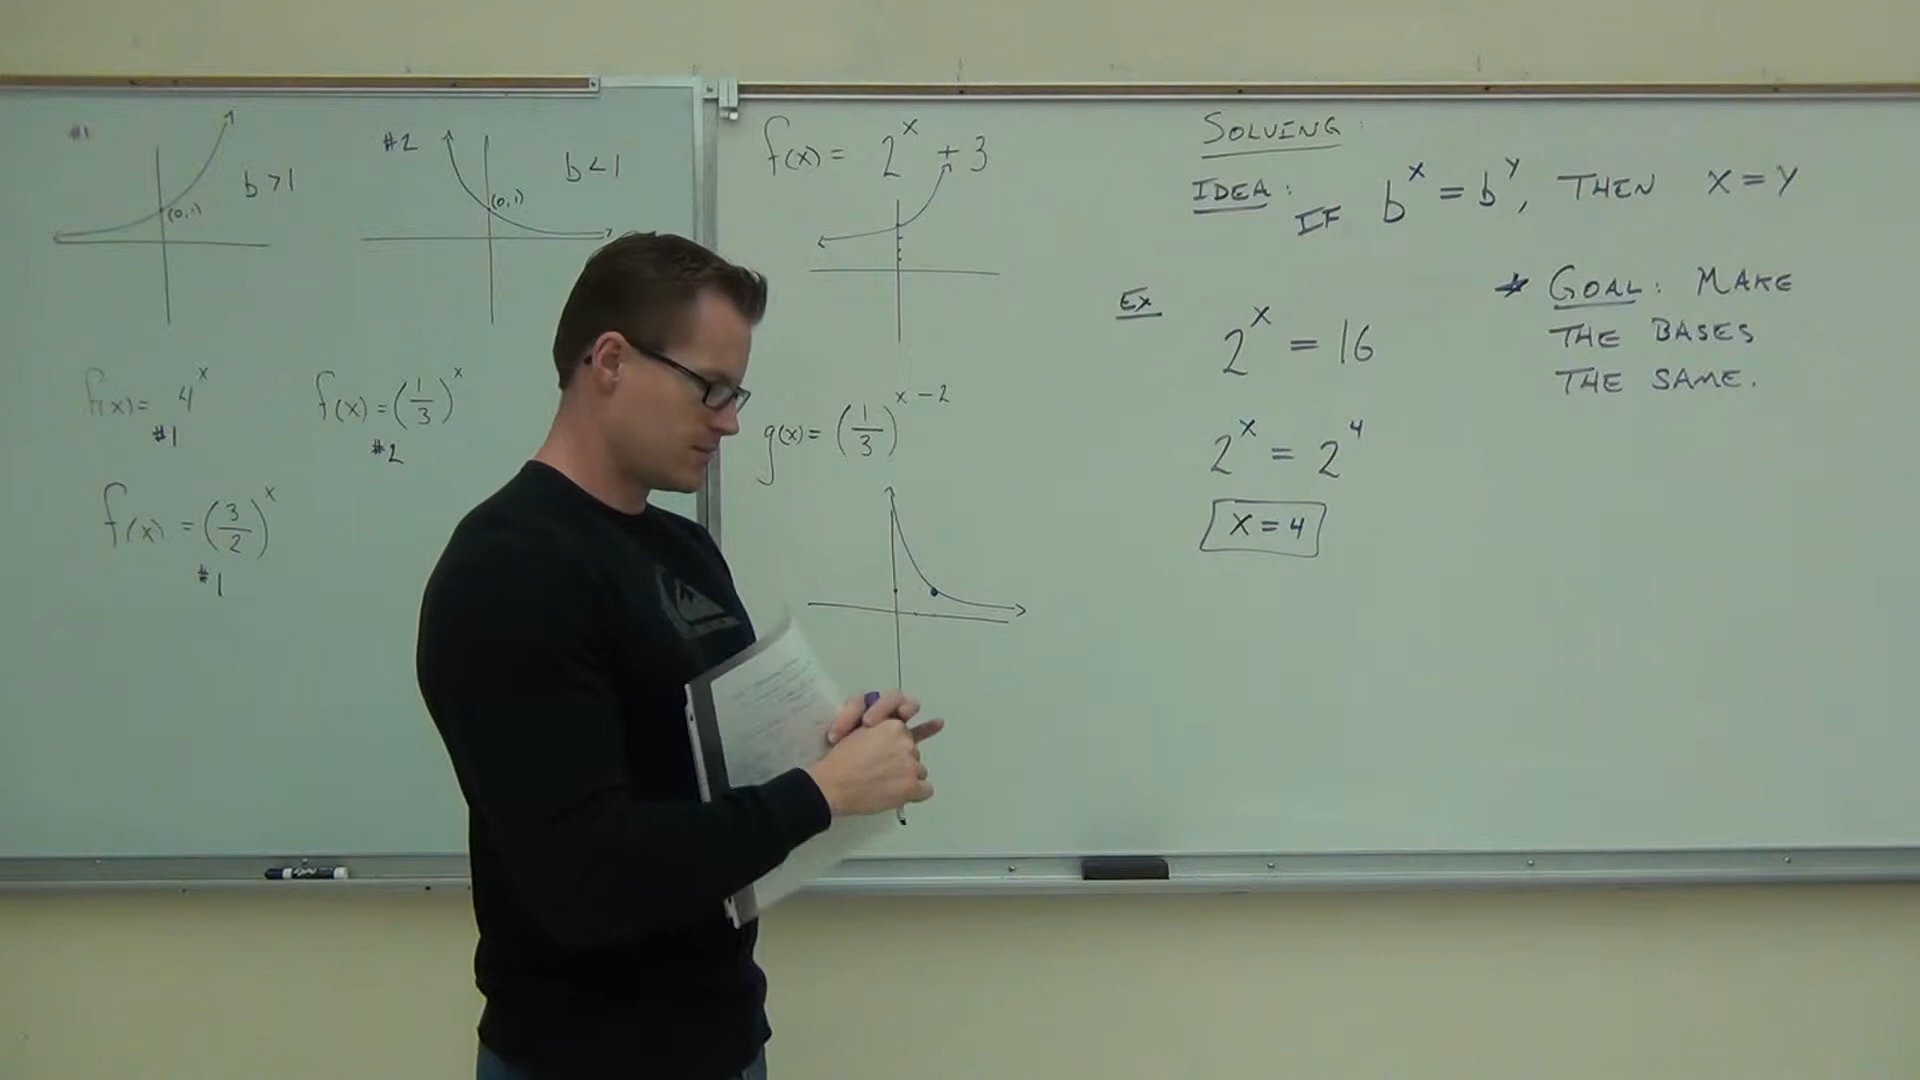 #1
b > 1
(0,1)
#2
b < 1
(0,1)
f(x) = 4^x
#1
f(x) = (1/3)^x
#2
f(x) = (3/2)^x
#1
f(x) = 2^x + 3
g(x) = (1/3)^(x - 2)
SOLVING:
IDEA: IF b^x = b^y, THEN x = y
Ex
2^x = 16
2^x = 2^4
x = 4
* GOAL: MAKE
THE BASES
THE SAME.